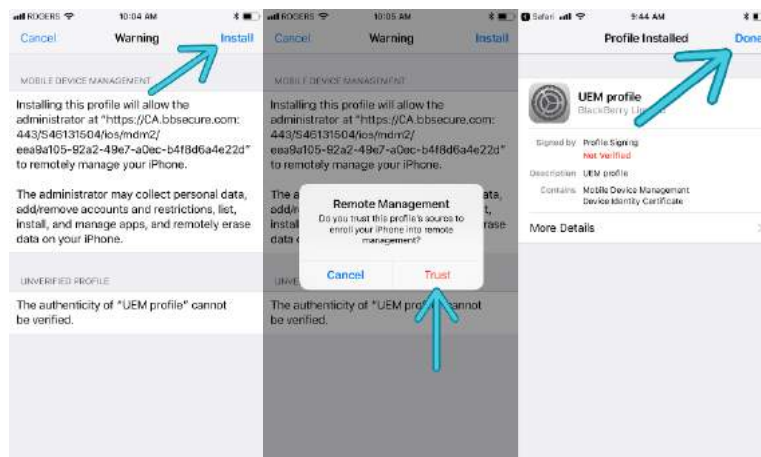 ROGERS 10:04 AM
Cancel Warning Install
MOBILE DEVICE MANAGEMENT
Installing this profile will allow the
administrator at "https://CA.bbsecure.com:
443/S46131504/ios/mdm2/
eea9a105-92a2-49e7-a0ec-b4f8d6a4e22d"
to remotely manage your iPhone.
The administrator may collect personal data,
add/remove accounts and restrictions, list,
install, and manage apps, and remotely erase
data on your iPhone.
UNVERIFIED PROFILE
The authenticity of "UEM profile" cannot
be verified.
ROGERS 10:05 AM
Cancel Warning Install
MOBILE DEVICE MANAGEMENT
Installing this profile will allow the
administrator at "https://CA.bbsecure.com:
443/S46131504/ios/mdm2/
eea9a105-92a2-49e7-a0ec-b4f8d6a4e22d"
to remotely manage your iPhone.
Remote Management
Do you trust this profile's source to
enroll your iPhone into remote
management?
Cancel Trust
The authenticity of "UEM profile" cannot
be verified.
Safari 9:44 AM
Profile Installed Done
UEM profile
BlackBerry
Signed by Profile Signing
Not Verified
Description UEM profile
Contains Mobile Device Management
Device Identity Certificate
More Details